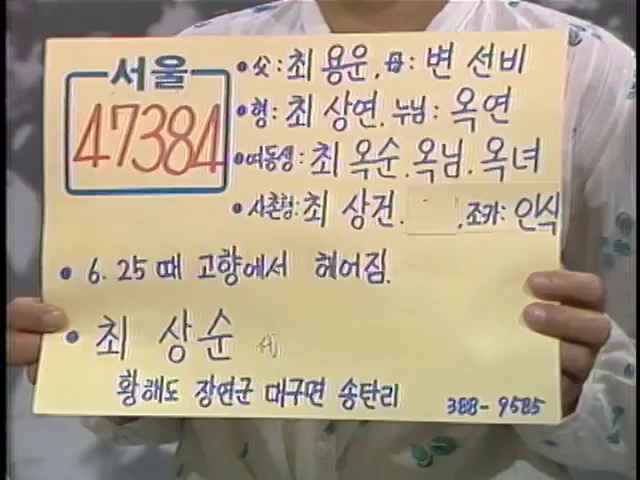 서울
47384
• 父: 최 용운. 母: 변 선비
• 형: 최 상연. 누님: 옥연
• 여동생: 최 옥순. 옥님. 옥녀
• 사촌형: 최 상건. , 조카: 인식
• 6. 25 때 고향에서 헤어짐.
• 최 상순
황해도 장연군 대구면 송탄리
388-9585